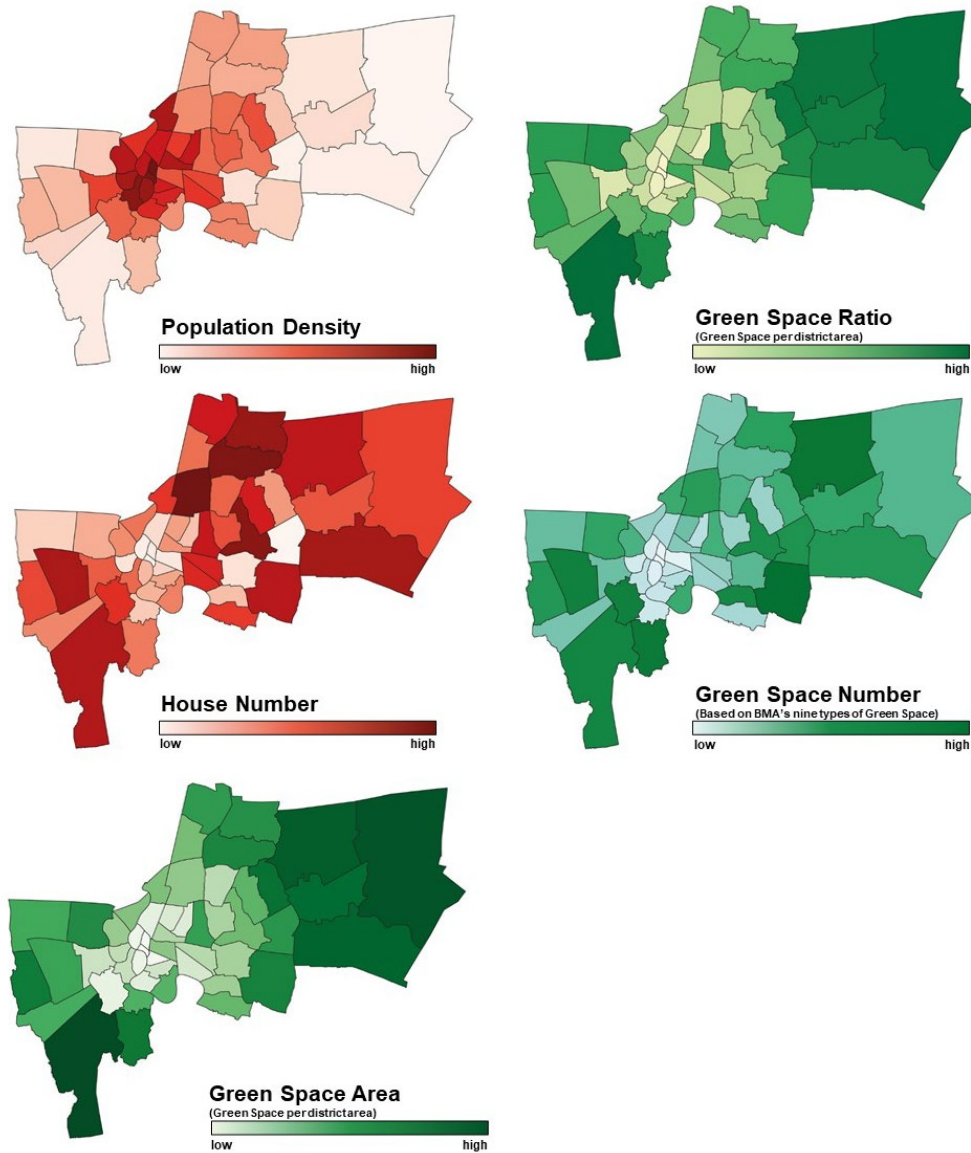 Population Density
low high
Green Space Ratio
(Green Space per district area)
low high
House Number
low high
Green Space Number
(Based on BMA's nine types of Green Space)
low high
Green Space Area
(Green Space per district area)
low high